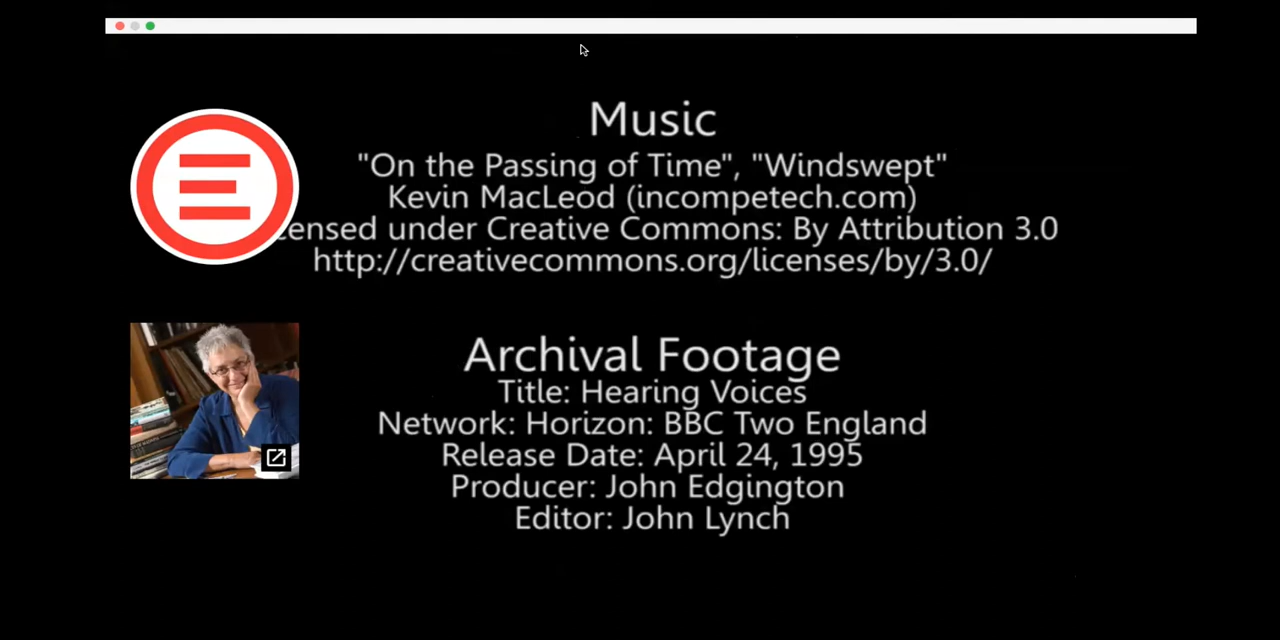 Music
"On the Passing of Time", "Windswept"
Kevin MacLeod (incompetech.com)
censed under Creative Commons: By Attribution 3.0
http://creativecommons.org/licenses/by/3.0/
Archival Footage
Title: Hearing Voices
Network: Horizon: BBC Two England
Release Date: April 24, 1995
Producer: John Edgington
Editor: John Lynch